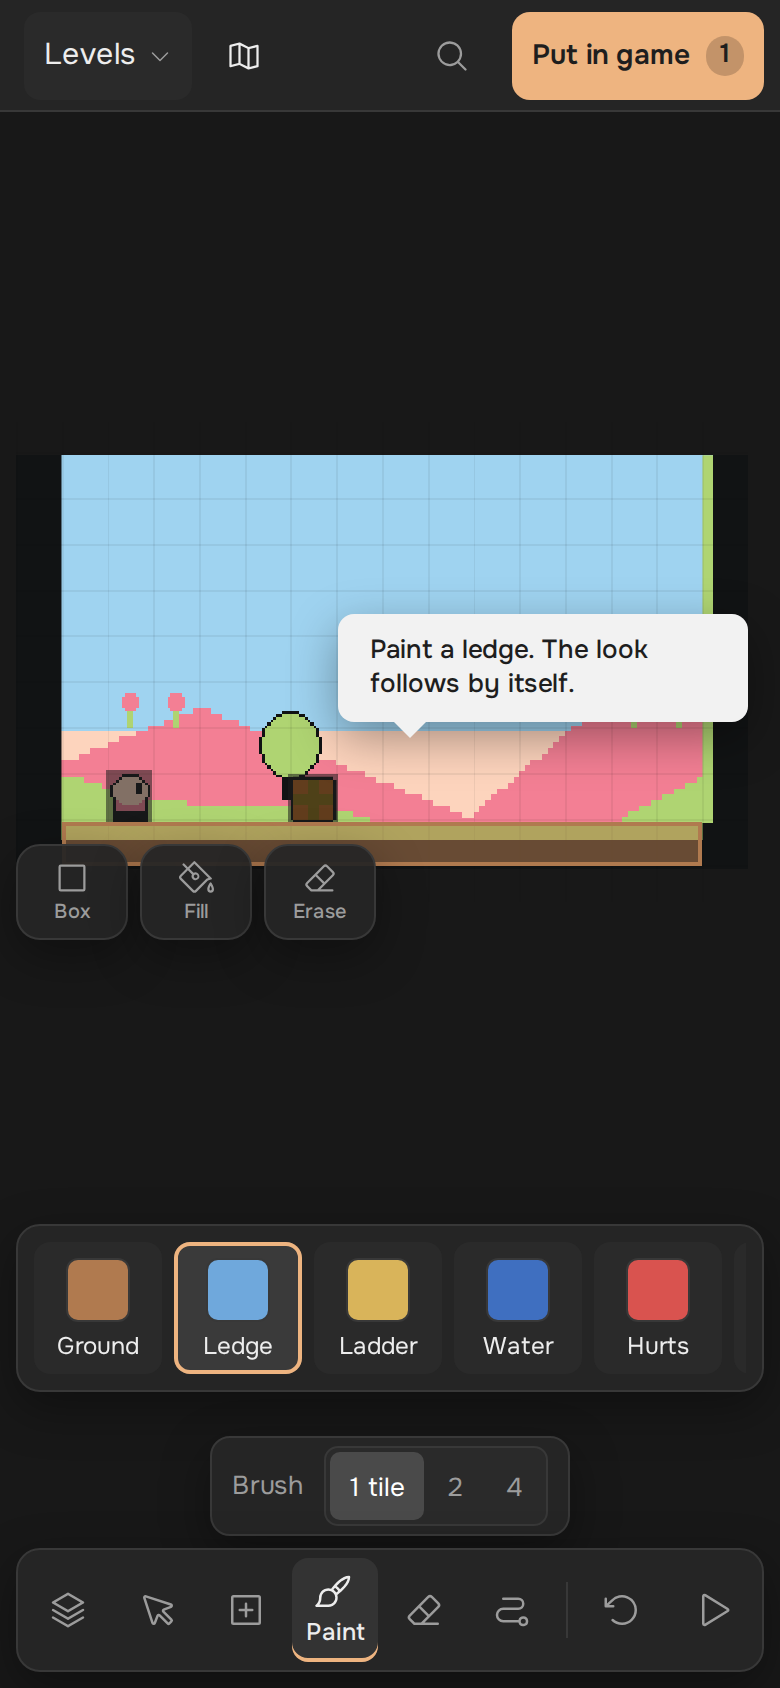 Levels
Put in game 1
Paint a ledge. The look
follows by itself.
Box
Fill
Erase
Ground
Ledge
Ladder
Water
Hurts
Brush
1 tile
2
4
Paint